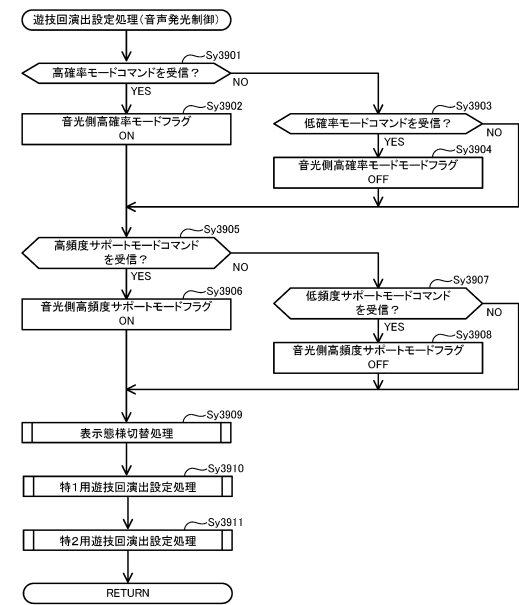 遊技回演出設定処理(音声発光制御)
Sy3901
高確率モードコマンドを受信？
YES
NO
Sy3902
音光側高確率モードフラグ
ON
Sy3903
低確率モードコマンドを受信？
NO
YES
Sy3904
音光側高確率モードモードフラグ
OFF
Sy3905
高頻度サポートモードコマンド
を受信？
YES
NO
Sy3906
音光側高頻度サポートモードフラグ
ON
Sy3907
低頻度サポートモードコマンド
を受信？
NO
YES
Sy3908
音光側高頻度サポートモードフラグ
OFF
Sy3909
表示態様切替処理
Sy3910
特1用遊技回演出設定処理
Sy3911
特2用遊技回演出設定処理
RETURN